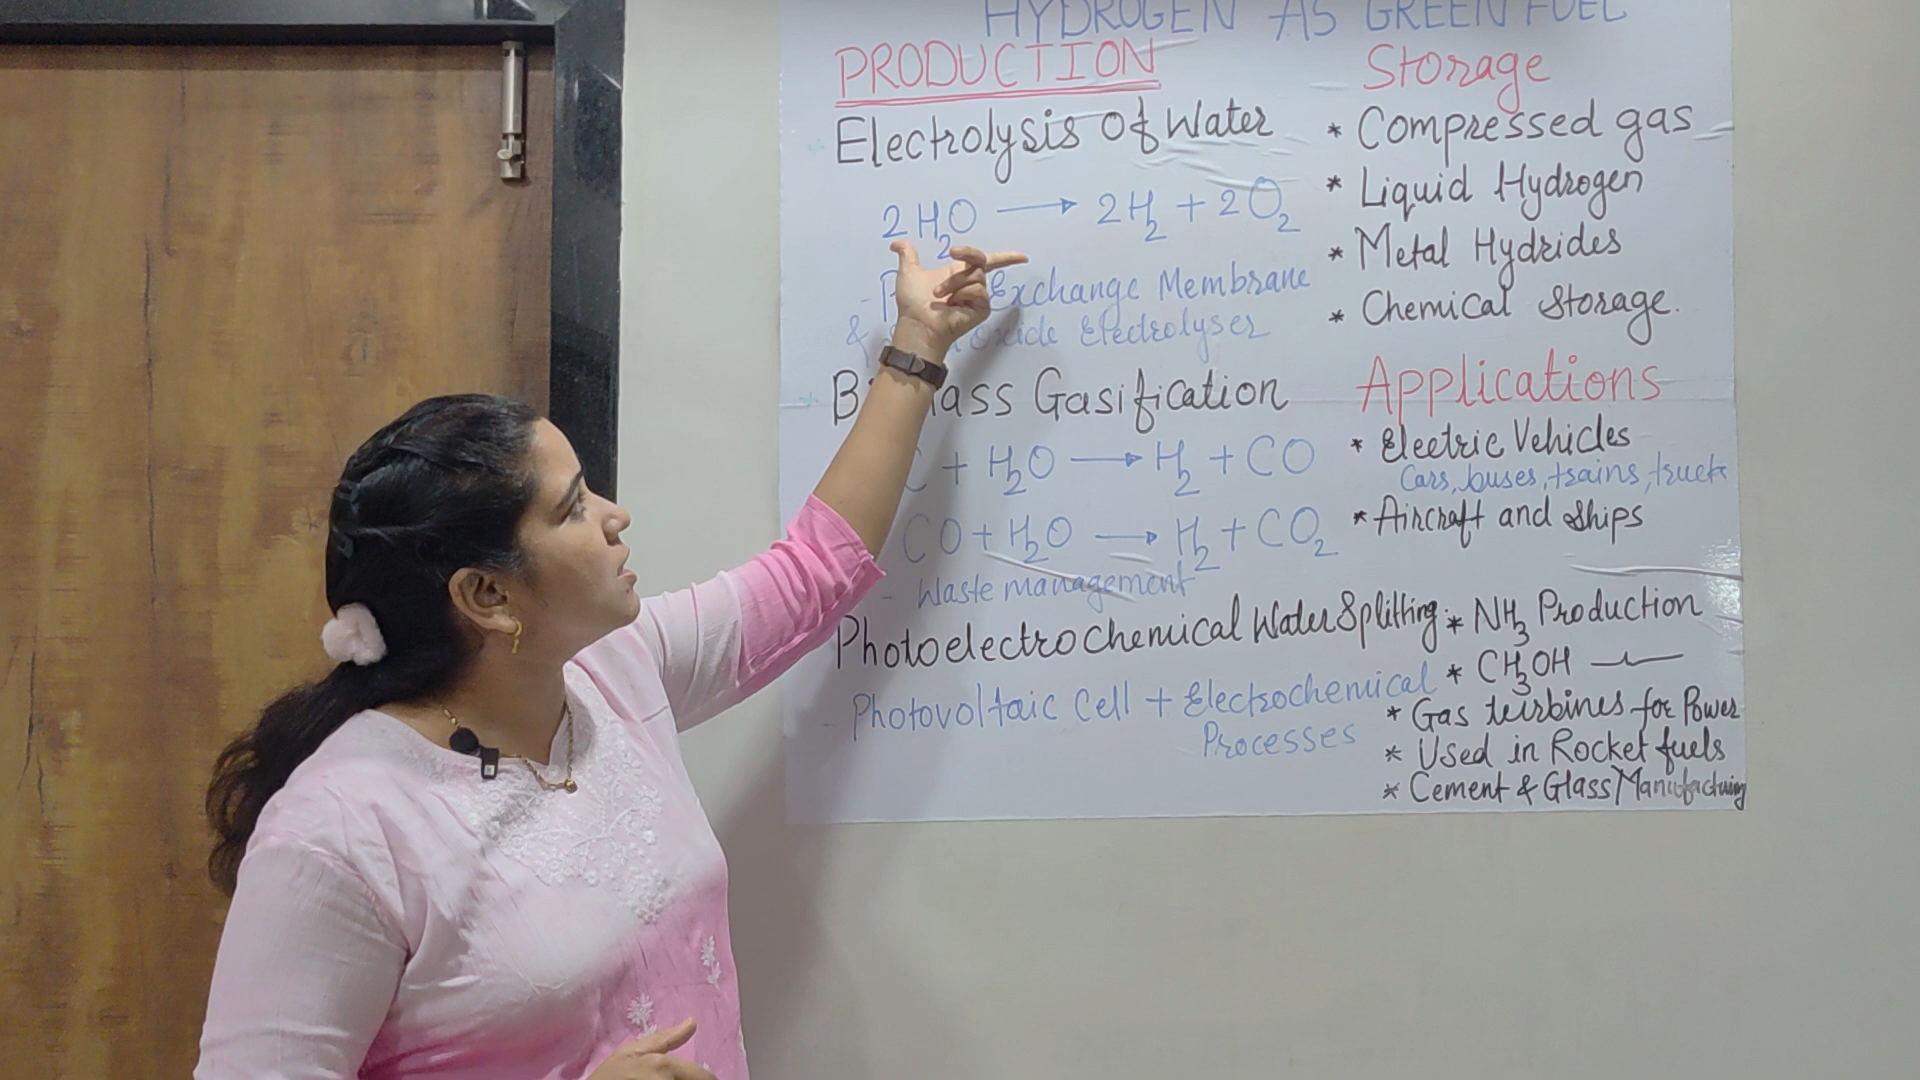 HYDROGEN AS GREEN FUEL
PRODUCTION
Electrolysis Of Water
2H₂O → 2H₂ + 2O₂
- Exchange Membrane
& Oxide Electrolyser
* Gasification
C + H₂O → H₂ + CO
CO + H₂O → H₂ + CO₂
- Waste management
Photoelectrochemical Water Splitting
- Photovoltaic Cell + Electrochemical
Processes
Storage
* Compressed gas
* Liquid Hydrogen
* Metal Hydrides
* Chemical Storage.
Applications
* Electric Vehicles
Cars, buses, trains, truck
* Aircraft and Ships
* NH₃ Production
* CH₃OH
* Gas turbines for Power
* Used in Rocket fuels
* Cement & Glass Manufactuing